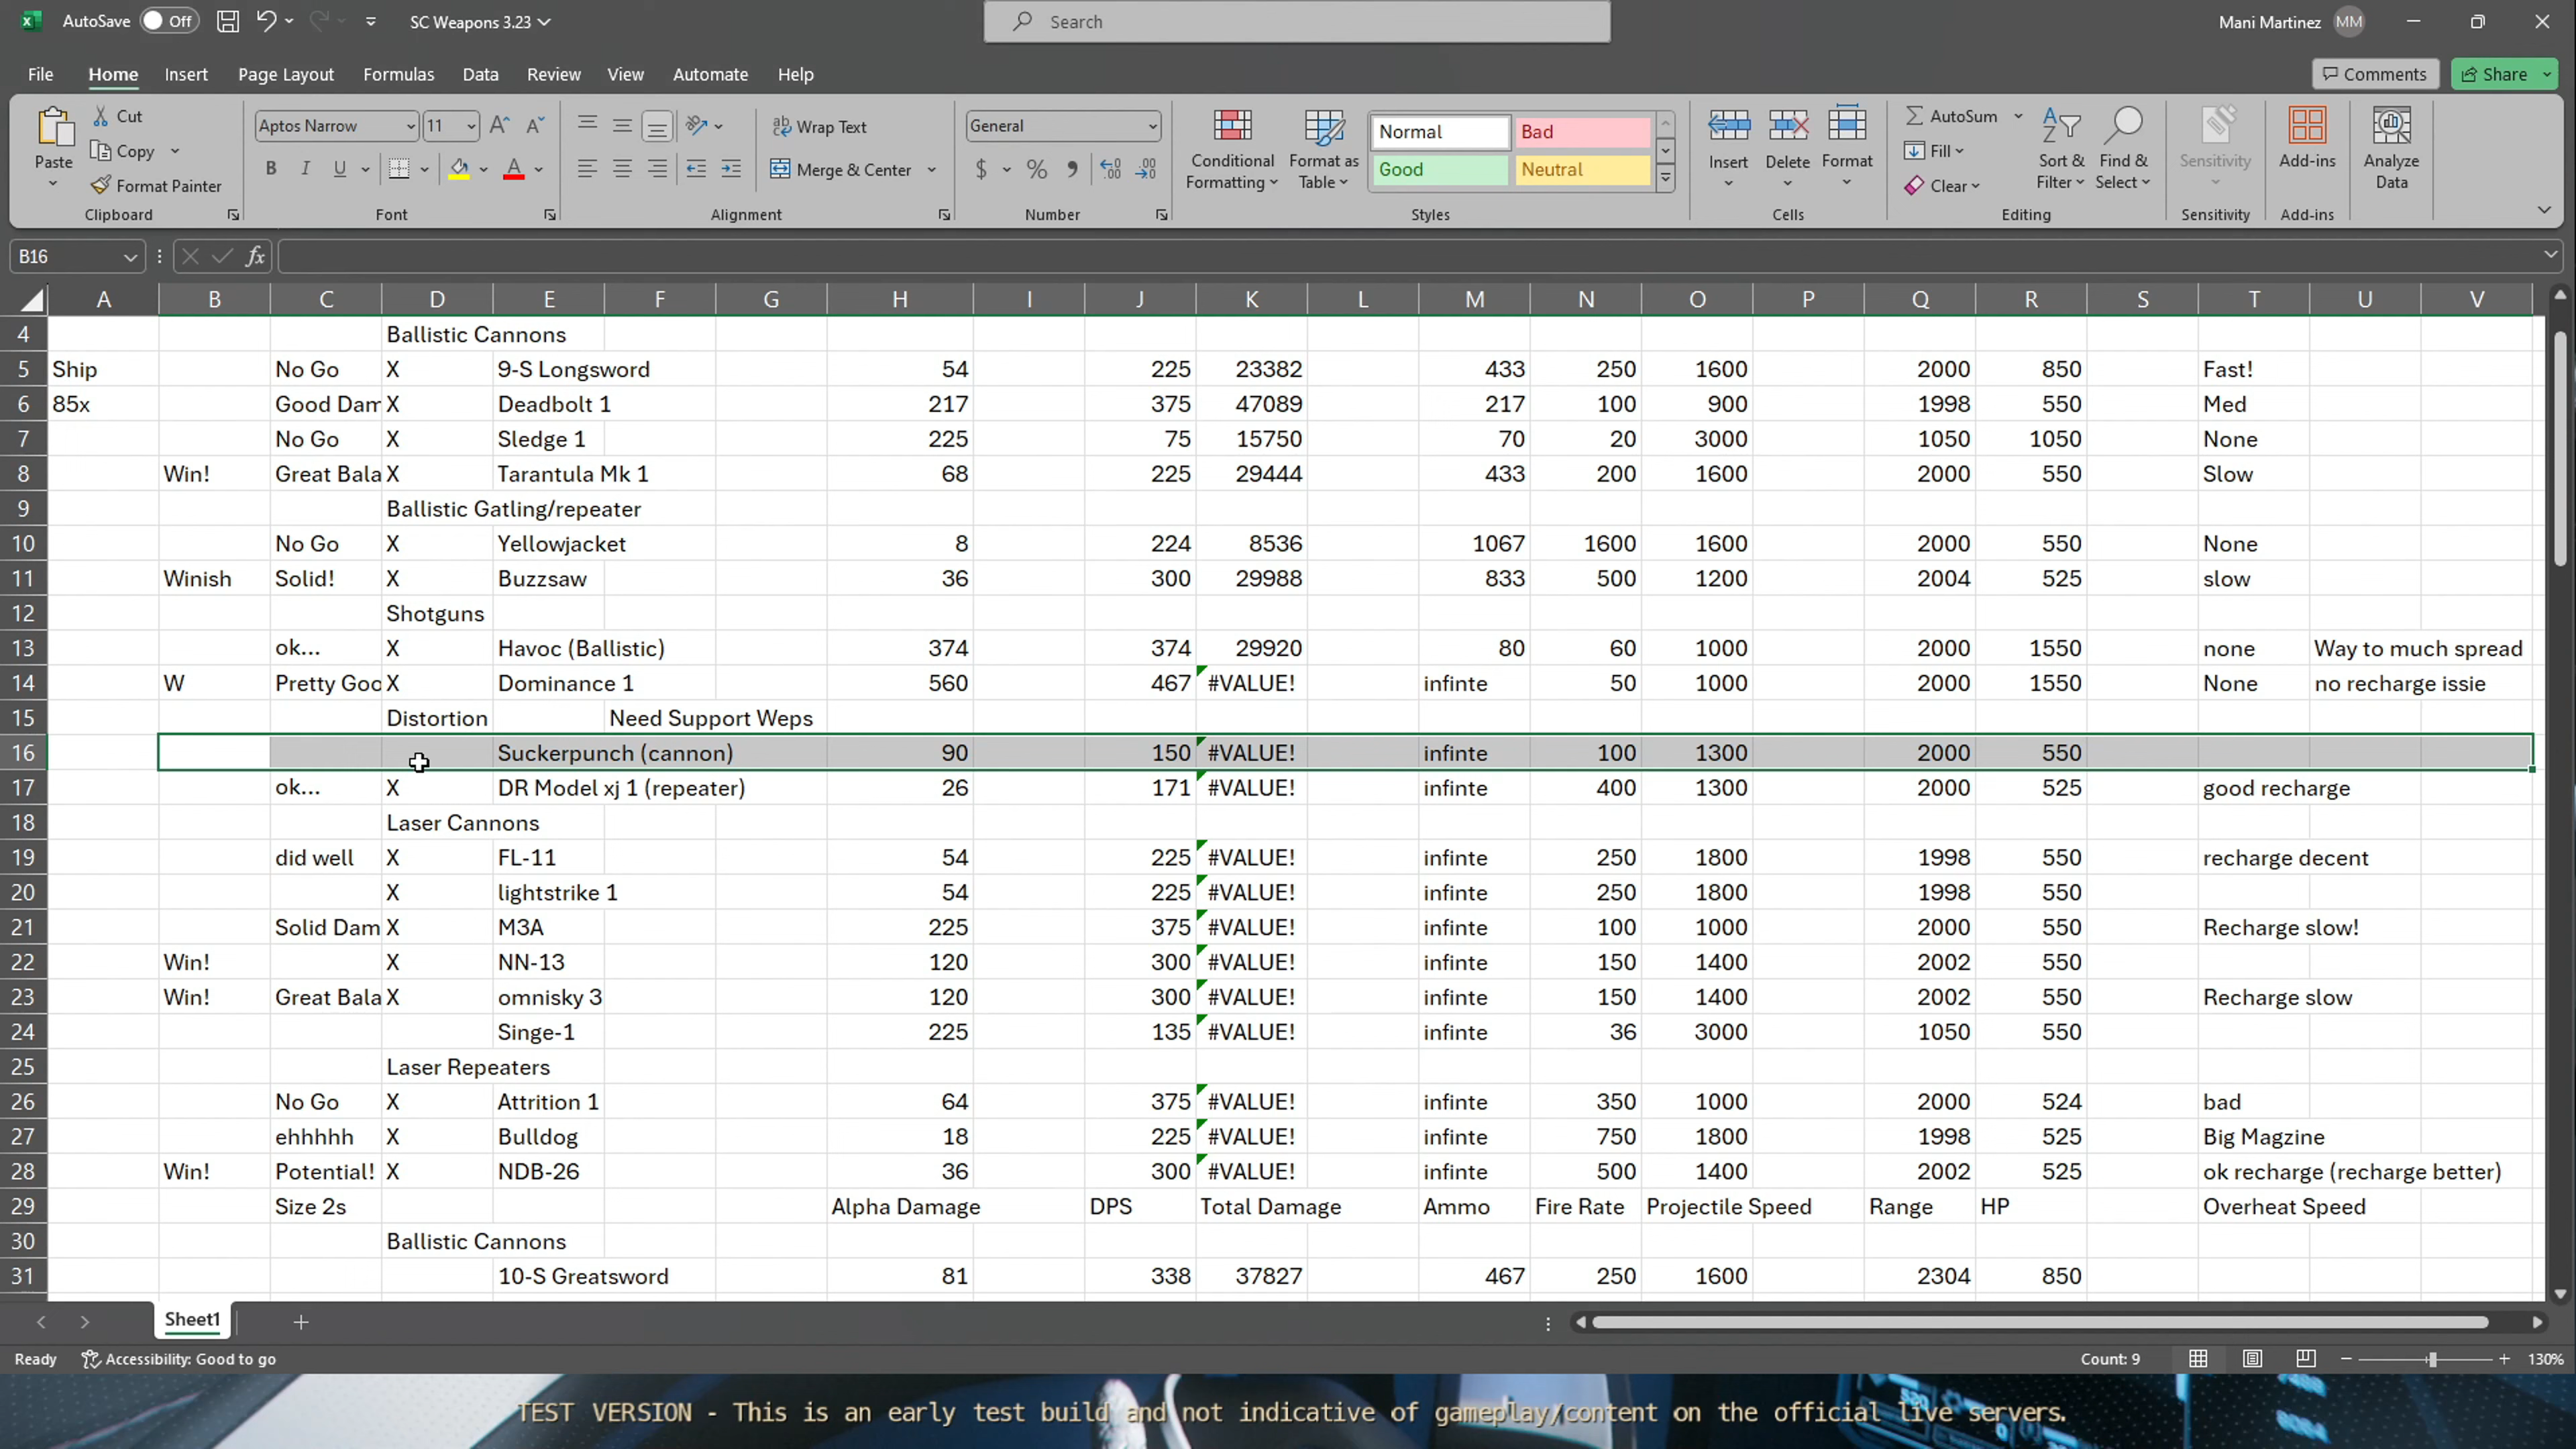 AutoSave Off SC Weapons 3.23 Search Mani Martinez MM
File Home Insert Page Layout Formulas Data Review View Automate Help Comments Share
Paste Cut Copy Format Painter Clipboard
Aptos Narrow 11 B I U A Font
Wrap Text Merge & Center Alignment
General $ % Number
Conditional Formatting Format as Table
Normal Bad Good Neutral Styles
Insert Delete Format Cells
AutoSum Fill Clear Sort & Filter Find & Select Editing
Sensitivity Sensitivity
Add-ins Add-ins
Analyze Data
B16 fx
A B C D E F G H I J K L M N O P Q R S T U V
4 Ballistic Cannons
5 Ship No Go X 9-S Longsword 54 225 23382 433 250 1600 2000 850 Fast!
6 85x Good Dam X Deadbolt 1 217 375 47089 217 100 900 1998 550 Med
7 No Go X Sledge 1 225 75 15750 70 20 3000 1050 1050 None
8 Win! Great Bala X Tarantula Mk 1 68 225 29444 433 200 1600 2000 550 Slow
9 Ballistic Gatling/repeater
10 No Go X Yellowjacket 8 224 8536 1067 1600 1600 2000 550 None
11 Winish Solid! X Buzzsaw 36 300 29988 833 500 1200 2004 525 slow
12 Shotguns
13 ok... X Havoc (Ballistic) 374 374 29920 80 60 1000 2000 1550 none Way to much spread
14 W Pretty Goo X Dominance 1 560 467 #VALUE! infinte 50 1000 2000 1550 None no recharge issie
15 Distortion Need Support Weps
16 Suckerpunch (cannon) 90 150 #VALUE! infinte 100 1300 2000 550
17 ok... X DR Model xj 1 (repeater) 26 171 #VALUE! infinte 400 1300 2000 525 good recharge
18 Laser Cannons
19 did well X FL-11 54 225 #VALUE! infinte 250 1800 1998 550 recharge decent
20 X lightstrike 1 54 225 #VALUE! infinte 250 1800 1998 550
21 Solid Dam X M3A 225 375 #VALUE! infinte 100 1000 2000 550 Recharge slow!
22 Win! X NN-13 120 300 #VALUE! infinte 150 1400 2002 550
23 Win! Great Bala X omnisky 3 120 300 #VALUE! infinte 150 1400 2002 550 Recharge slow
24 Singe-1 225 135 #VALUE! infinte 36 3000 1050 550
25 Laser Repeaters
26 No Go X Attrition 1 64 375 #VALUE! infinte 350 1000 2000 524 bad
27 ehhhhh X Bulldog 18 225 #VALUE! infinte 750 1800 1998 525 Big Magzine
28 Win! Potential! X NDB-26 36 300 #VALUE! infinte 500 1400 2002 525 ok recharge (recharge better)
29 Size 2s Alpha Damage DPS Total Damage Ammo Fire Rate Projectile Speed Range HP Overheat Speed
30 Ballistic Cannons
31 10-S Greatsword 81 338 37827 467 250 1600 2304 850
Sheet1
Ready Accessibility: Good to go Count: 9 130%
TEST VERSION - This is an early test build and not indicative of gameplay/content on the official live servers.